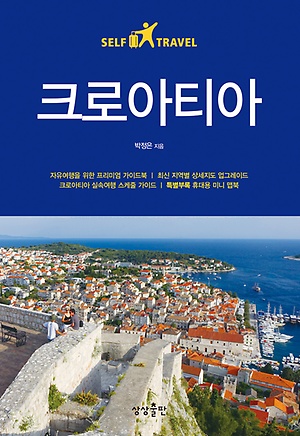 SELF TRAVEL
크로아티아
박정은 지음
자유여행을 위한 프리미엄 가이드북 | 최신 지역별 상세지도 업그레이드
크로아티아 실속여행 스케줄 가이드 | 특별부록 휴대용 미니 맵북
상상출판